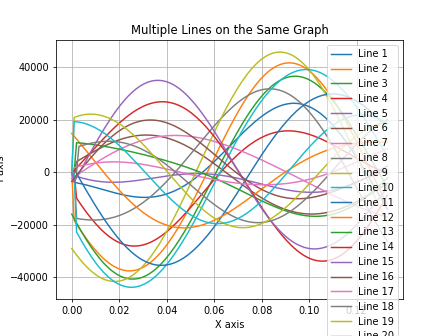 Multiple Lines on the Same Graph
40000
20000
0
−20000
−40000
0.00
0.02
0.04
0.06
0.08
0.10
X axis
Line 1
Line 2
Line 3
Line 4
Line 5
Line 6
Line 7
Line 8
Line 9
Line 10
Line 11
Line 12
Line 13
Line 14
Line 15
Line 16
Line 17
Line 18
Line 19
Line 20